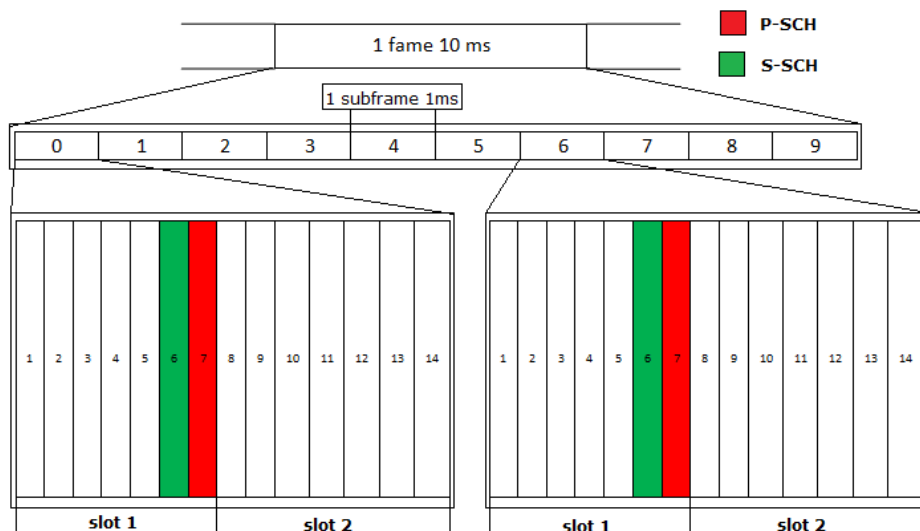 1 fame 10 ms
P-SCH
S-SCH
1 subframe 1ms
0 1 2 3 4 5 6 7 8 9
1 2 3 4 5 6 7 8 9 10 11 12 13 14
1 2 3 4 5 6 7 8 9 10 11 12 13 14
slot 1 slot 2
slot 1 slot 2